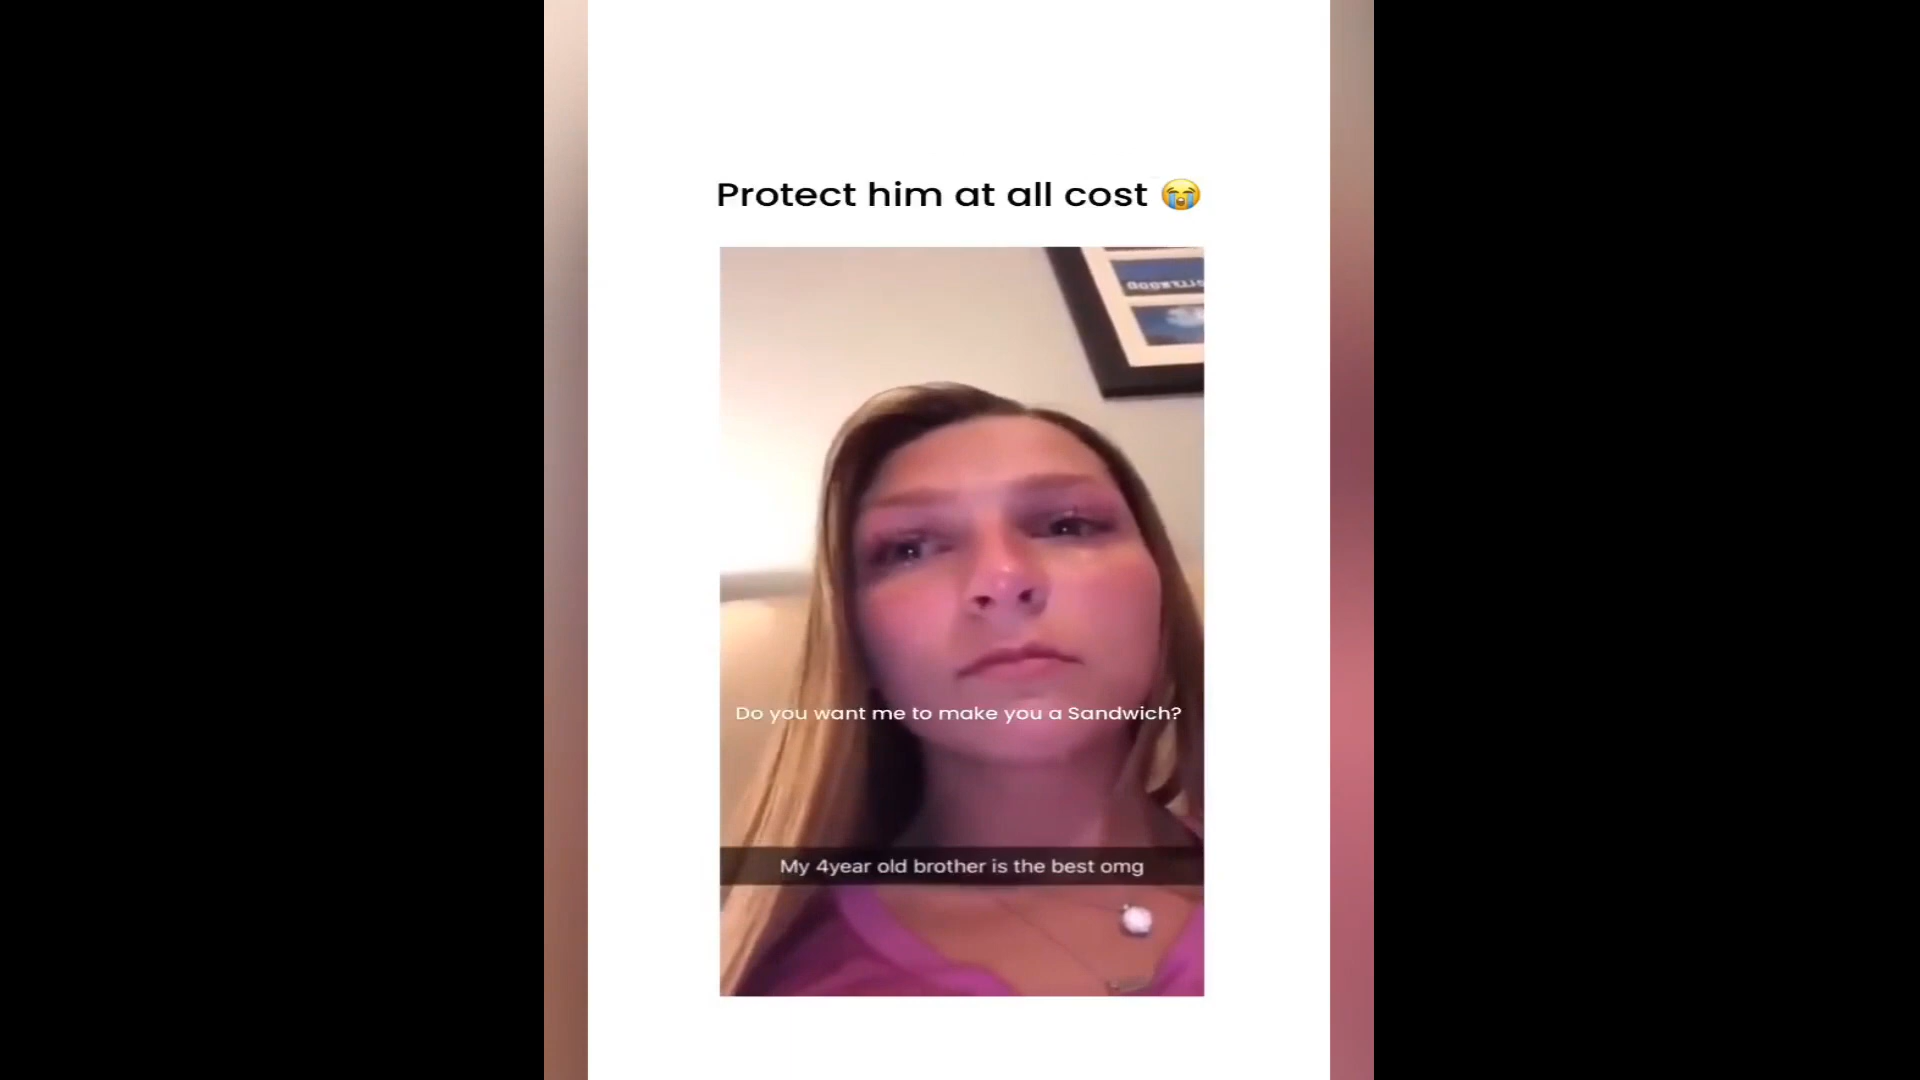 Protect him at all cost 😭
Do you want me to make you a Sandwich?
My 4year old brother is the best omg